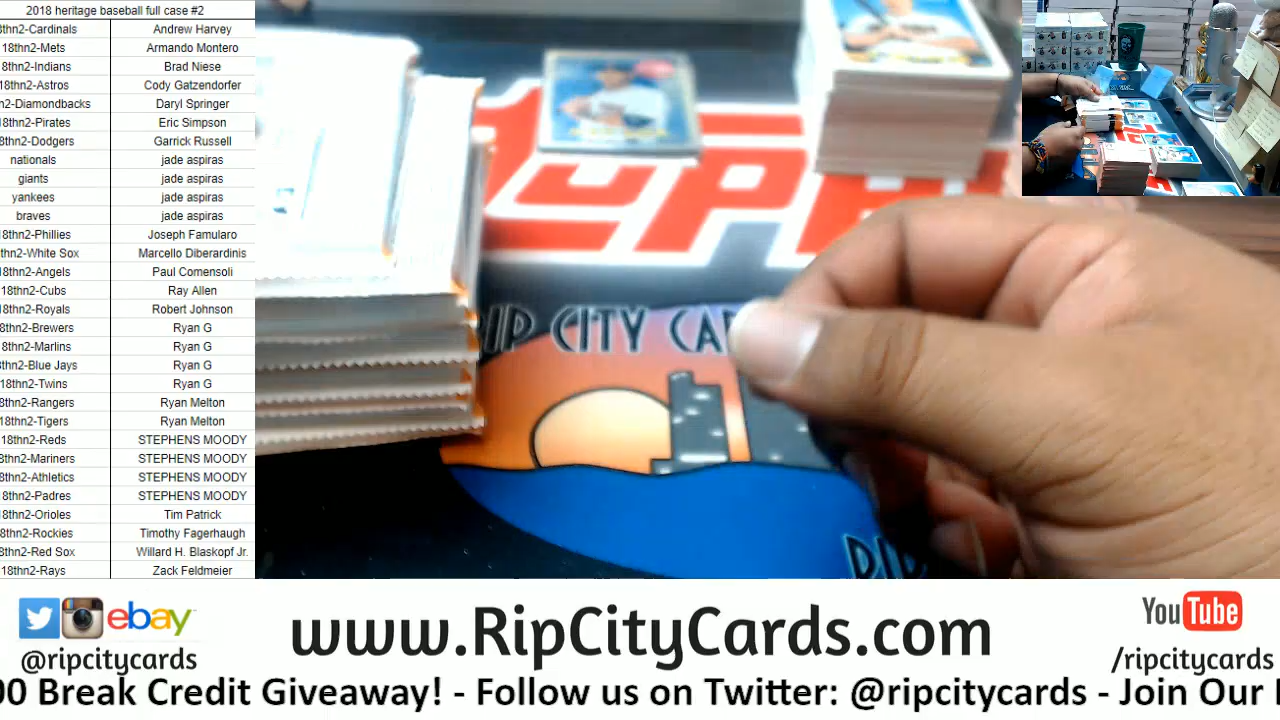 2018 heritage baseball full case #2
8thn2-Cardinals Andrew Harvey
18thn2-Mets Armando Montero
8thn2-Indians Brad Niese
18thn2-Astros Cody Gatzendorfer
n2-Diamondbacks Daryl Springer
18thn2-Pirates Eric Simpson
8thn2-Dodgers Garrick Russell
nationals jade aspiras
giants jade aspiras
yankees jade aspiras
braves jade aspiras
18thn2-Phillies Joseph Famularo
thn2-White Sox Marcello Diberardinis
18thn2-Angels Paul Comensoli
18thn2-Cubs Ray Allen
18thn2-Royals Robert Johnson
8thn2-Brewers Ryan G
18thn2-Marlins Ryan G
8thn2-Blue Jays Ryan G
18thn2-Twins Ryan G
8thn2-Rangers Ryan Melton
18thn2-Tigers Ryan Melton
18thn2-Reds STEPHENS MOODY
8thn2-Mariners STEPHENS MOODY
8thn2-Athletics STEPHENS MOODY
18thn2-Padres STEPHENS MOODY
18thn2-Orioles Tim Patrick
8thn2-Rockies Timothy Fagerhaugh
8thn2-Red Sox Willard H. Blaskopf Jr.
18thn2-Rays Zack Feldmeier
RIP CITY CA
RIP
ebay
@ripcitycards
www.RipCityCards.com
YouTube
/ripcitycards
00 Break Credit Giveaway! - Follow us on Twitter: @ripcitycards - Join Our